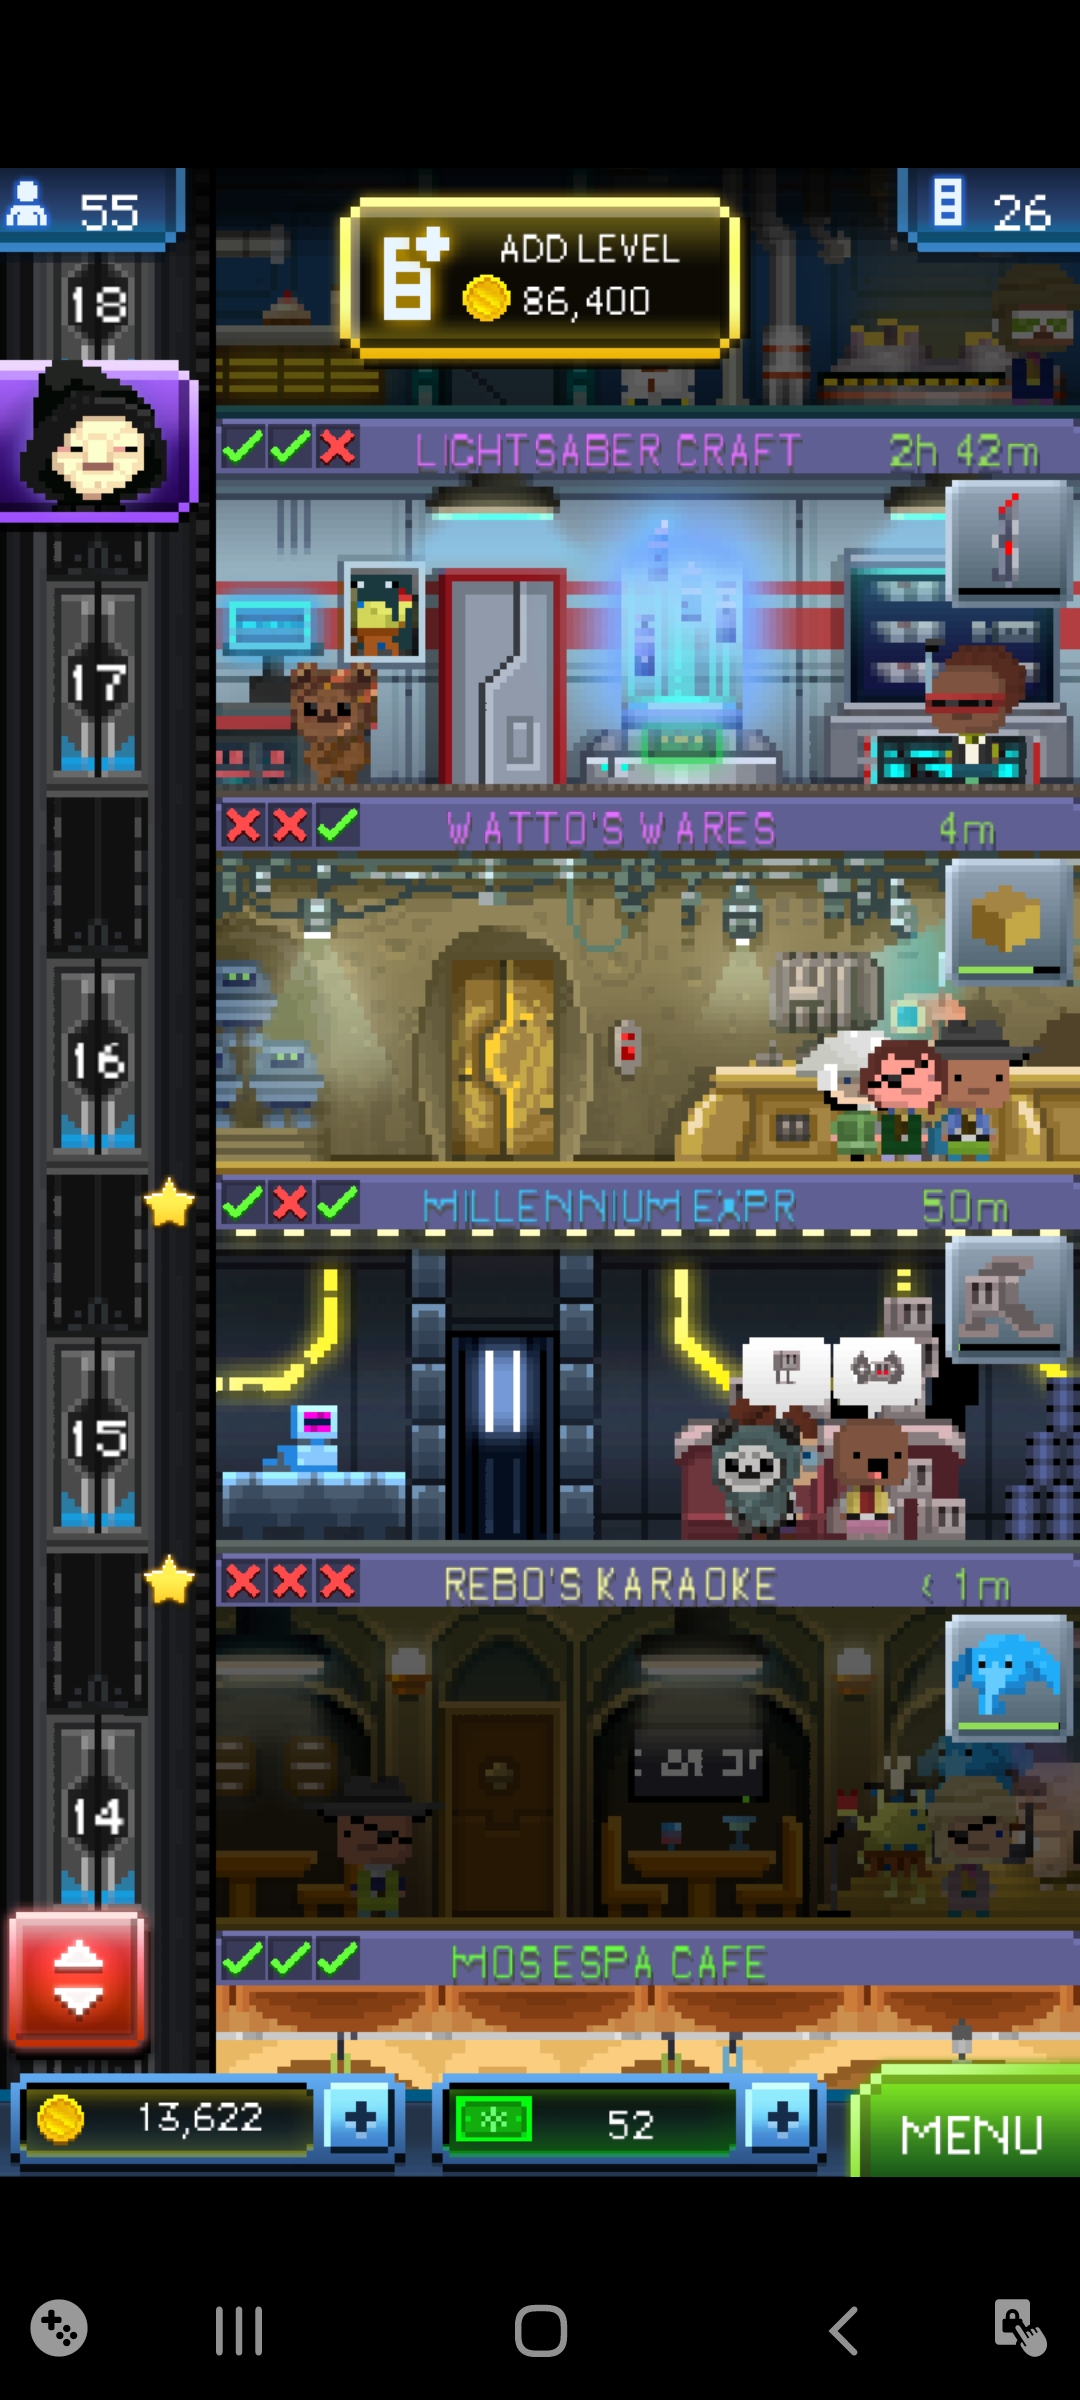 55
ADD LEVEL
86,400
26
18
LIGHTSABER CRAFT 2h 42m
17
WATTO'S WARES 4m
16
MILLENNIUM EXPR 50m
15
REBO'S KARAOKE < 1m
14
MOS ESPA CAFE
13,622
52
MENU